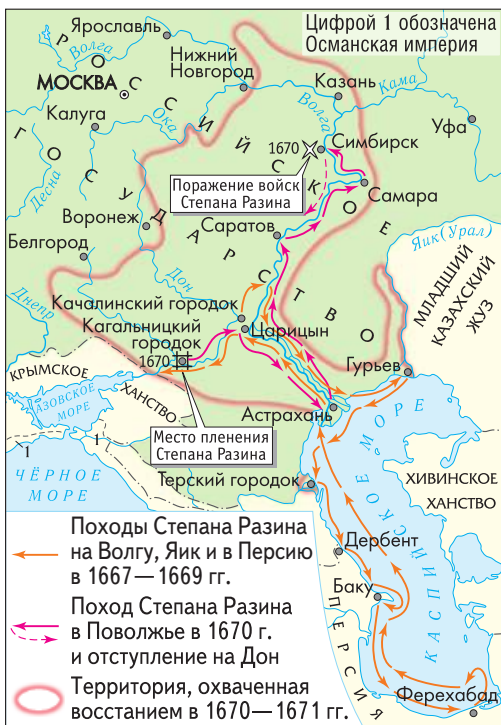 Цифрой 1 обозначена
Османская империя
Ярославль
Волга
Нижний
Новгород
МОСКВА
Казань
Кама
Калуга
Ока
Волга
Уфа
РОССИЙСКОЕ
ГОСУДАРСТВО
1670
Симбирск
Десна
Поражение войск
Степана Разина
Самара
Воронеж
Саратов
Белгород
Яик (Урал)
Дон
МЛАДШИЙ
КАЗАХСКИЙ
ЖУЗ
Днепр
Качалинский городок
Кагальницкий
городок
Царицын
1670
Гурьев
КРЫМСКОЕ
ХАНСТВО
АЗОВСКОЕ
МОРЕ
Астрахань
Место пленения
Степана Разина
1
1
ЧЁРНОЕ
МОРЕ
Терский городок
ХИВИНСКОЕ
ХАНСТВО
КАСПИЙСКОЕ МОРЕ
Дербент
Баку
ПЕРСИЯ
Ферехабад
Походы Степана Разина
на Волгу, Яик и в Персию
в 1667—1669 гг.
Поход Степана Разина
в Поволжье в 1670 г.
и отступление на Дон
Территория, охваченная
восстанием в 1670—1671 гг.